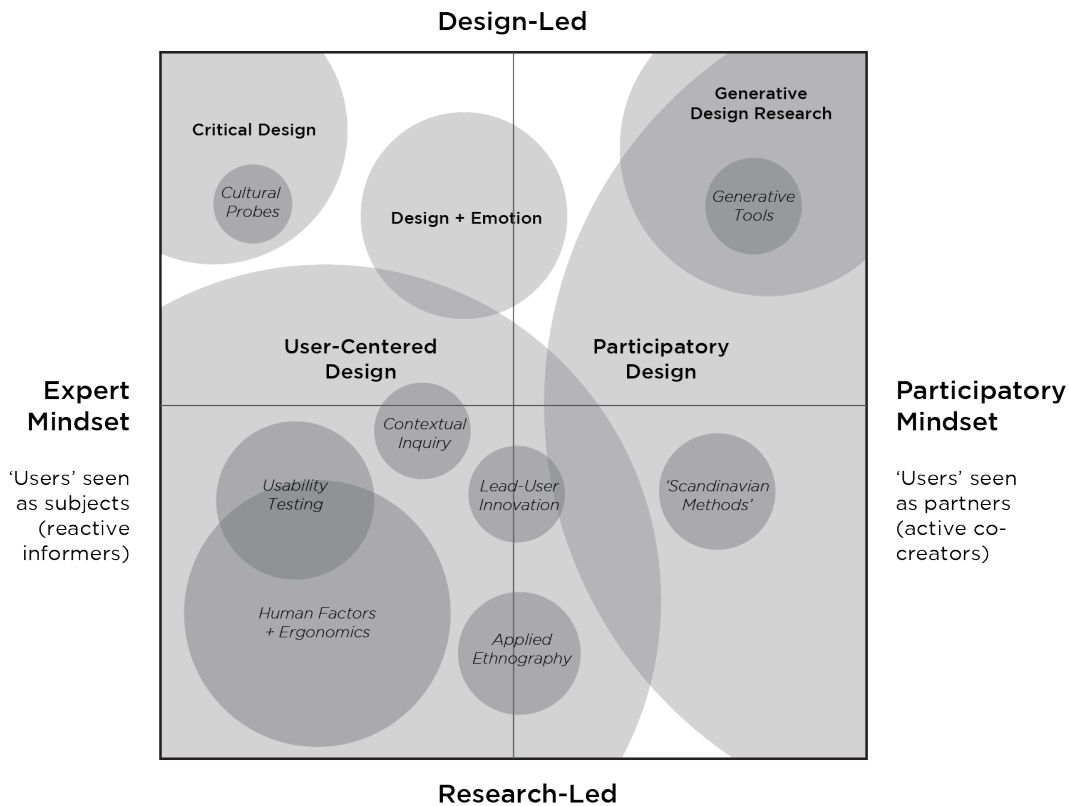 Design-Led
Generative
Design Research
Critical Design
Cultural
Probes
Generative
Tools
Design + Emotion
User-Centered
Design
Participatory
Design
Expert
Mindset
‘Users’ seen
as subjects
(reactive
informers)
Participatory
Mindset
‘Users’ seen
as partners
(active co-
creators)
Contextual
Inquiry
Usability
Testing
Lead-User
Innovation
‘Scandinavian
Methods’
Human Factors
+ Ergonomics
Applied
Ethnography
Research-Led